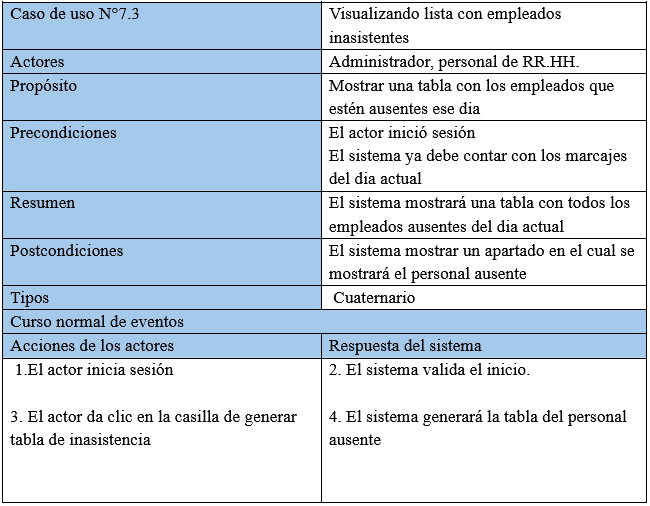 Caso de uso N°7.3
Visualizando lista con empleados
inasistentes
Actores
Administrador, personal de RR.HH.
Propósito
Mostrar una tabla con los empleados que
estén ausentes ese dia
Precondiciones
El actor inició sesión
El sistema ya debe contar con los marcajes
del dia actual
Resumen
El sistema mostrará una tabla con todos los
empleados ausentes del dia actual
Postcondiciones
El sistema mostrar un apartado en el cual se
mostrará el personal ausente
Tipos
Cuaternario
Curso normal de eventos
Acciones de los actores
Respuesta del sistema
1.El actor inicia sesión
2. El sistema valida el inicio.
3. El actor da clic en la casilla de generar
tabla de inasistencia
4. El sistema generará la tabla del personal
ausente